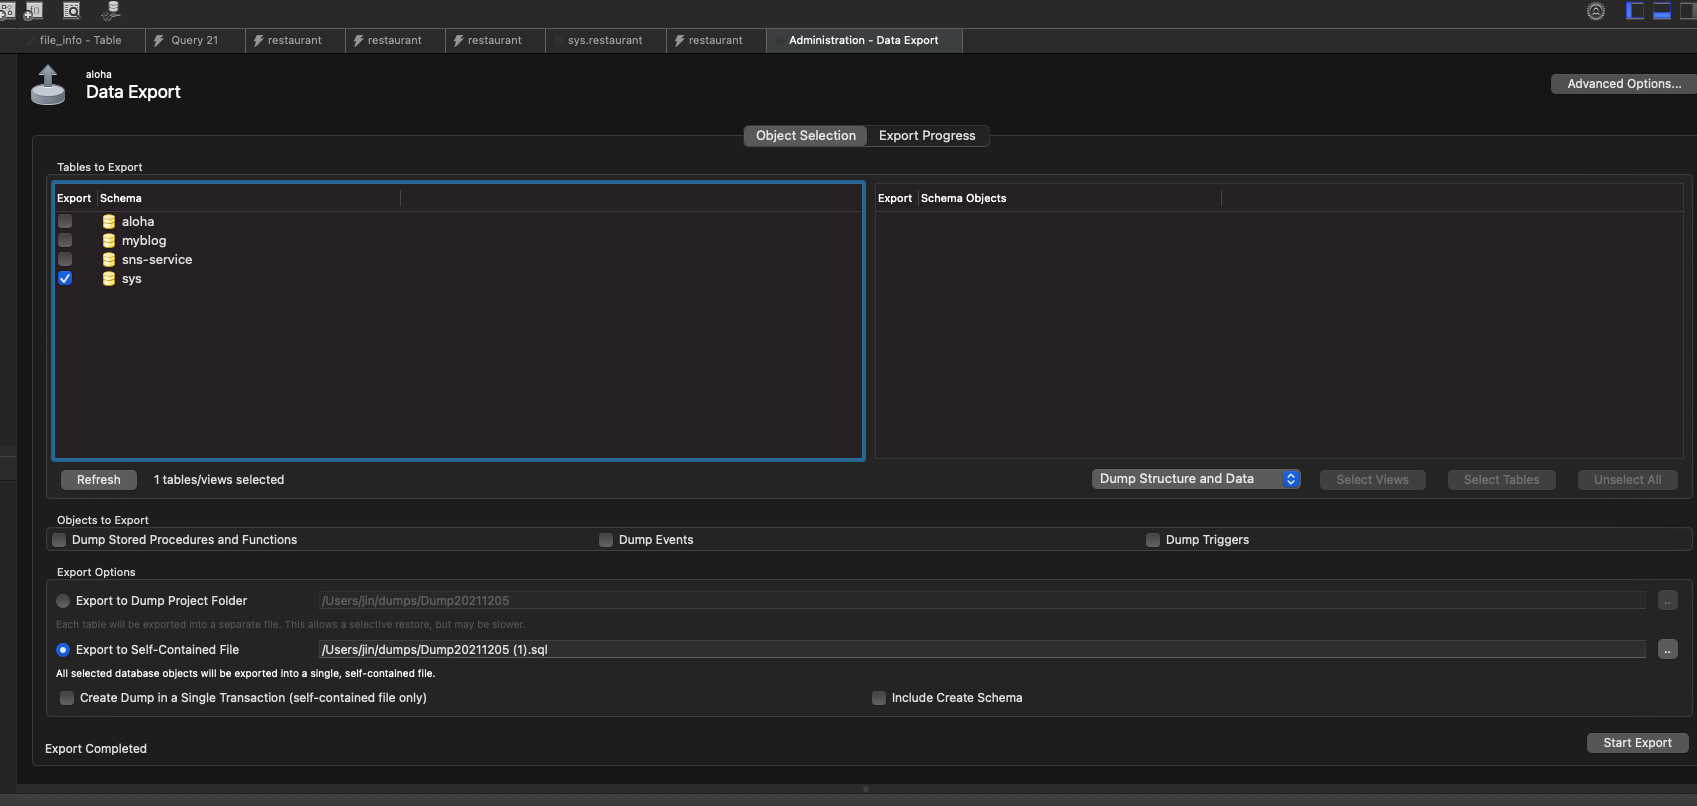 file_info - Table
Query 21
restaurant
restaurant
restaurant
sys.restaurant
restaurant
Administration - Data Export
aloha
Data Export
Advanced Options...
Object Selection
Export Progress
Tables to Export
Export Schema
aloha
myblog
sns-service
sys
Export Schema Objects
Refresh
1 tables/views selected
Dump Structure and Data
Select Views
Select Tables
Unselect All
Objects to Export
Dump Stored Procedures and Functions
Dump Events
Dump Triggers
Export Options
Export to Dump Project Folder
/Users/jin/dumps/Dump20211205
..
Each table will be exported into a separate file. This allows a selective restore, but may be slower.
Export to Self-Contained File
/Users/jin/dumps/Dump20211205 (1).sql
..
All selected database objects will be exported into a single, self-contained file.
Create Dump in a Single Transaction (self-contained file only)
Include Create Schema
Export Completed
Start Export